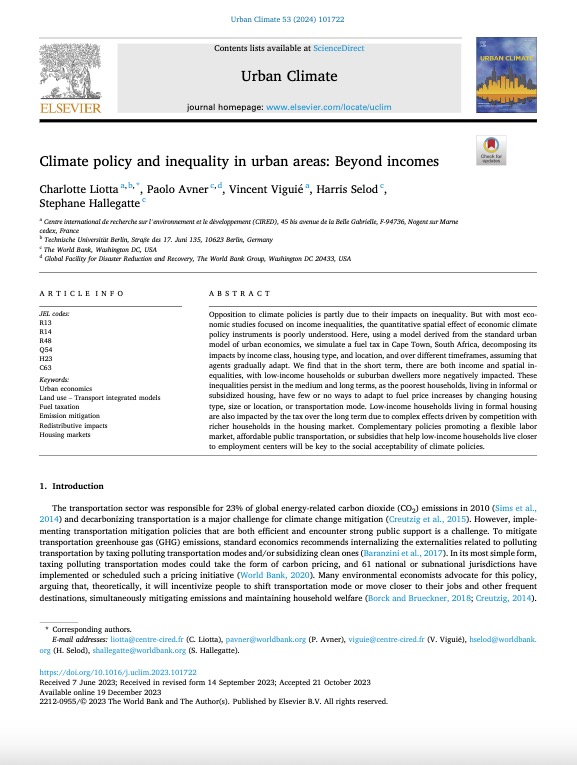 Urban Climate 53 (2024) 101722
Contents lists available at ScienceDirect
Urban Climate
journal homepage: www.elsevier.com/locate/uclim
ELSEVIER
URBAN CLIMATE
Check for
updates
Climate policy and inequality in urban areas: Beyond incomes
Charlotte Liotta a,b,*, Paolo Avner c,d, Vincent Viguié a, Harris Selod c,
Stephane Hallegatte c
a Centre international de recherche sur l'environnement et le développement (CIRED), 45 bis avenue de la Belle Gabrielle, F-94736, Nogent sur Marne
cedex, France
b Technische Universität Berlin, Straße des 17. Juni 135, 10623 Berlin, Germany
c The World Bank, Washington DC, USA
d Global Facility for Disaster Reduction and Recovery, The World Bank Group, Washington DC 20433, USA
ARTICLE INFO
JEL codes:
R13
R14
R48
Q54
H23
C63
Keywords:
Urban economics
Land use – Transport integrated models
Fuel taxation
Emission mitigation
Redistributive impacts
Housing markets
ABSTRACT
Opposition to climate policies is partly due to their impacts on inequality. But with most eco-
nomic studies focused on income inequalities, the quantitative spatial effect of economic climate
policy instruments is poorly understood. Here, using a model derived from the standard urban
model of urban economics, we simulate a fuel tax in Cape Town, South Africa, decomposing its
impacts by income class, housing type, and location, and over different timeframes, assuming that
agents gradually adapt. We find that in the short term, there are both income and spatial in-
equalities, with low-income households or suburban dwellers more negatively impacted. These
inequalities persist in the medium and long terms, as the poorest households, living in informal or
subsidized housing, have few or no ways to adapt to fuel price increases by changing housing
type, size or location, or transportation mode. Low-income households living in formal housing
are also impacted by the tax over the long term due to complex effects driven by competition with
richer households in the housing market. Complementary policies promoting a flexible labor
market, affordable public transportation, or subsidies that help low-income households live closer
to employment centers will be key to the social acceptability of climate policies.
1. Introduction
The transportation sector was responsible for 23% of global energy-related carbon dioxide (CO2) emissions in 2010 (Sims et al.,
2014) and decarbonizing transportation is a major challenge for climate change mitigation (Creutzig et al., 2015). However, imple-
menting transportation mitigation policies that are both efficient and encounter strong public support is a challenge. To mitigate
transportation greenhouse gas (GHG) emissions, standard economics recommends internalizing the externalities related to polluting
transportation by taxing polluting transportation modes and/or subsidizing clean ones (Baranzini et al., 2017). In its most simple form,
taxing polluting transportation modes could take the form of carbon pricing, and 61 national or subnational jurisdictions have
implemented or scheduled such a pricing initiative (World Bank, 2020). Many environmental economists advocate for this policy,
arguing that, theoretically, it will incentivize people to shift transportation mode or move closer to their jobs and other frequent
destinations, simultaneously mitigating emissions and maintaining household welfare (Borck and Brueckner, 2018; Creutzig, 2014).
* Corresponding authors.
E-mail addresses: liotta@centre-cired.fr (C. Liotta), pavner@worldbank.org (P. Avner), viguie@centre-cired.fr (V. Viguié), hselod@worldbank.
org (H. Selod), shallegatte@worldbank.org (S. Hallegatte).
https://doi.org/10.1016/j.uclim.2023.101722
Received 7 June 2023; Received in revised form 14 September 2023; Accepted 21 October 2023
Available online 19 December 2023
2212-0955/© 2023 The World Bank and The Author(s). Published by Elsevier B.V. All rights reserved.